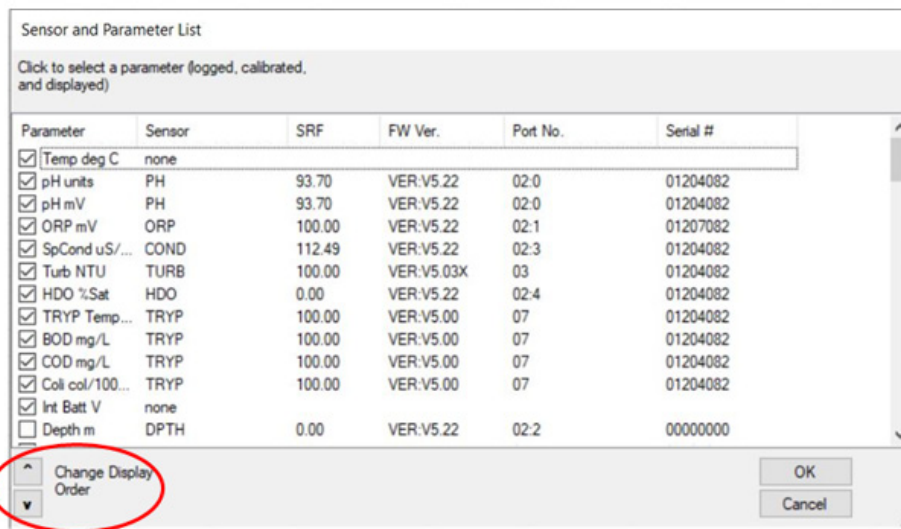 Sensor and Parameter List
Click to select a parameter (logged, calibrated,
and displayed)
Parameter Sensor SRF FW Ver. Port No. Serial #
Temp deg C none
pH units PH 93.70 VER:V5.22 02:0 01204082
pH mV PH 93.70 VER:V5.22 02:0 01204082
ORP mV ORP 100.00 VER:V5.22 02:1 01207082
SpCond uS/... COND 112.49 VER:V5.22 02:3 01204082
Turb NTU TURB 100.00 VER:V5.03X 03 01204082
HDO %Sat HDO 0.00 VER:V5.22 02:4 01204082
TRYP Temp... TRYP 100.00 VER:V5.00 07 01204082
BOD mg/L TRYP 100.00 VER:V5.00 07 01204082
COD mg/L TRYP 100.00 VER:V5.00 07 01204082
Coli col/100... TRYP 100.00 VER:V5.00 07 01204082
Int Batt V none
Depth m DPTH 0.00 VER:V5.22 02:2 00000000
Change Display
Order
OK
Cancel